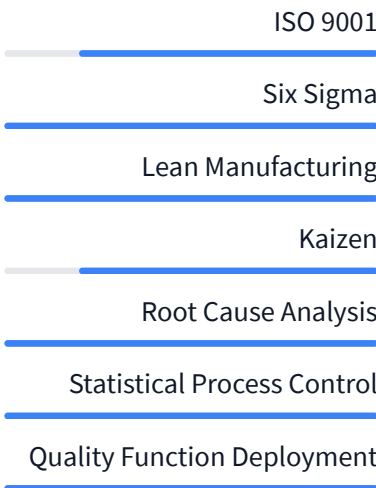 ISO 9001
Six Sigma
Lean Manufacturing
Kaizen
Root Cause Analysis
Statistical Process Control
Quality Function Deployment